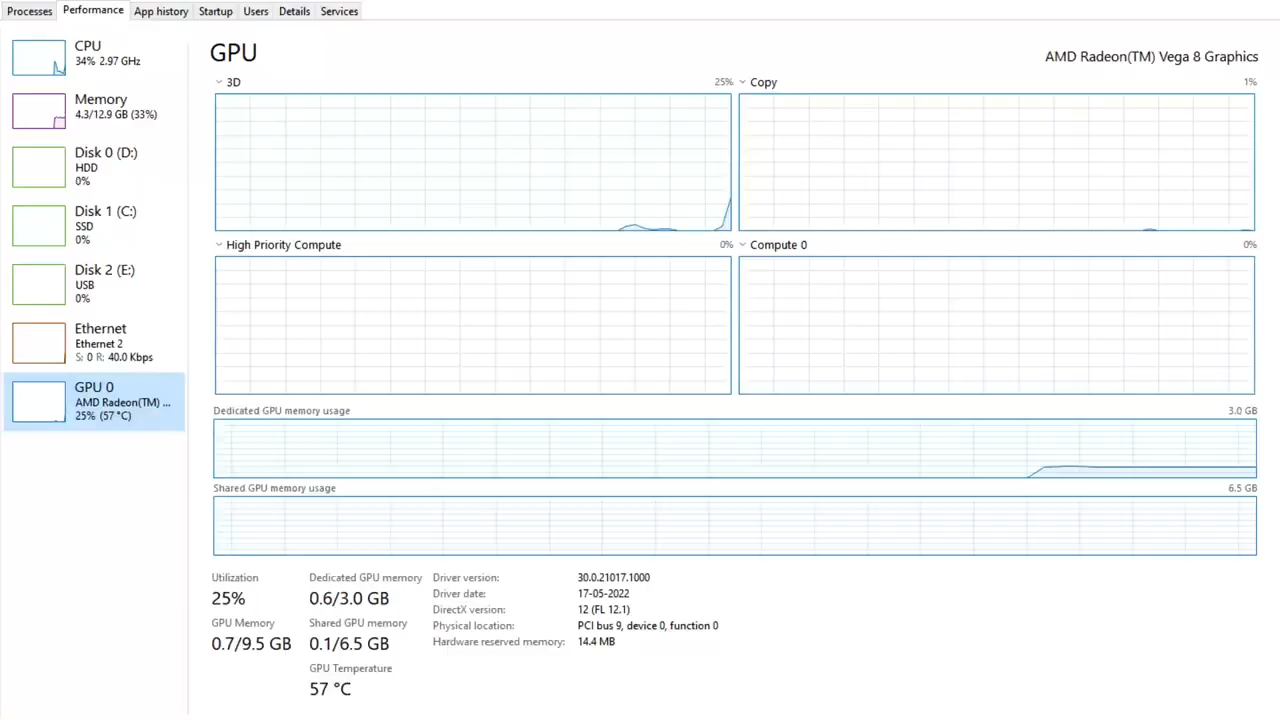 Processes Performance App history Startup Users Details Services
CPU
34% 2.97 GHz
Memory
4.3/12.9 GB (33%)
Disk 0 (D:)
HDD
0%
Disk 1 (C:)
SSD
0%
Disk 2 (E:)
USB
0%
Ethernet
Ethernet 2
S: 0 R: 40.0 Kbps
GPU 0
AMD Radeon(TM) ...
25% (57 °C)
GPU
AMD Radeon(TM) Vega 8 Graphics
3D 25%
Copy 1%
High Priority Compute 0%
Compute 0 0%
Dedicated GPU memory usage 3.0 GB
Shared GPU memory usage 6.5 GB
Utilization
25%
Dedicated GPU memory
0.6/3.0 GB
GPU Memory
0.7/9.5 GB
Shared GPU memory
0.1/6.5 GB
GPU Temperature
57 °C
Driver version: 30.0.21017.1000
Driver date: 17-05-2022
DirectX version: 12 (FL 12.1)
Physical location: PCI bus 9, device 0, function 0
Hardware reserved memory: 14.4 MB